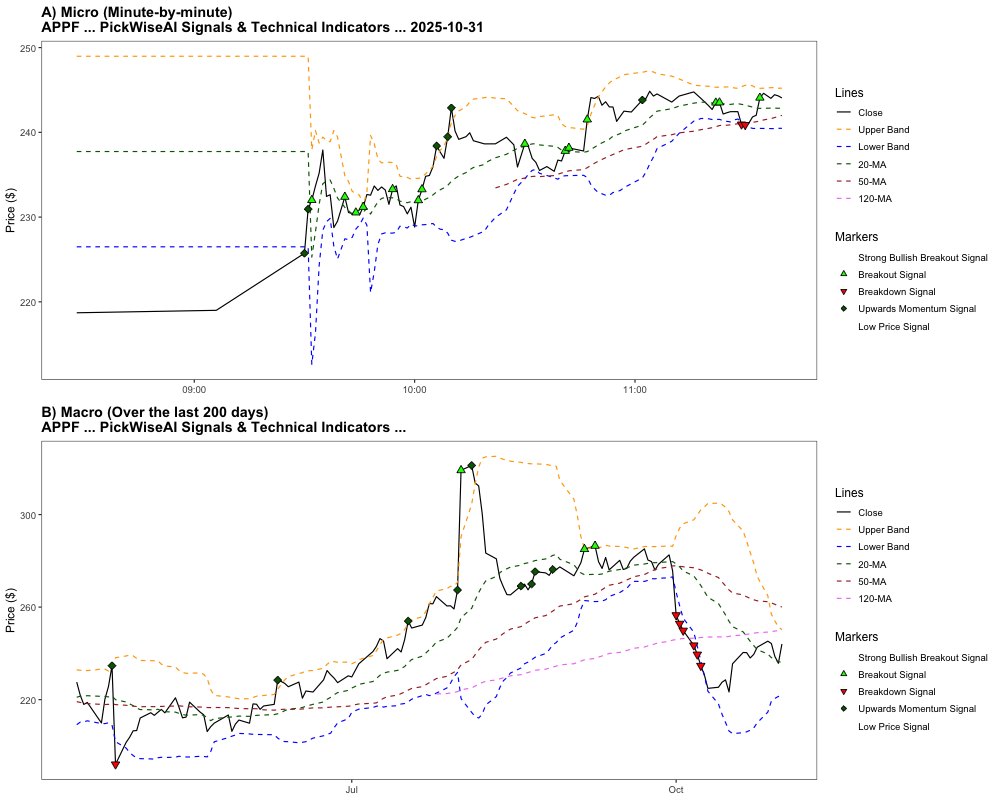 A) Micro (Minute-by-minute)
APPF ... PickWiseAI Signals & Technical Indicators ... 2025-10-31
250
240
230
220
Price ($)
09:00
10:00
11:00
Lines
Close
Upper Band
Lower Band
20-MA
50-MA
120-MA
Markers
Strong Bullish Breakout Signal
Breakout Signal
Breakdown Signal
Upwards Momentum Signal
Low Price Signal
B) Macro (Over the last 200 days)
APPF ... PickWiseAI Signals & Technical Indicators ...
300
260
220
Price ($)
Jul
Oct
Lines
Close
Upper Band
Lower Band
20-MA
50-MA
120-MA
Markers
Strong Bullish Breakout Signal
Breakout Signal
Breakdown Signal
Upwards Momentum Signal
Low Price Signal